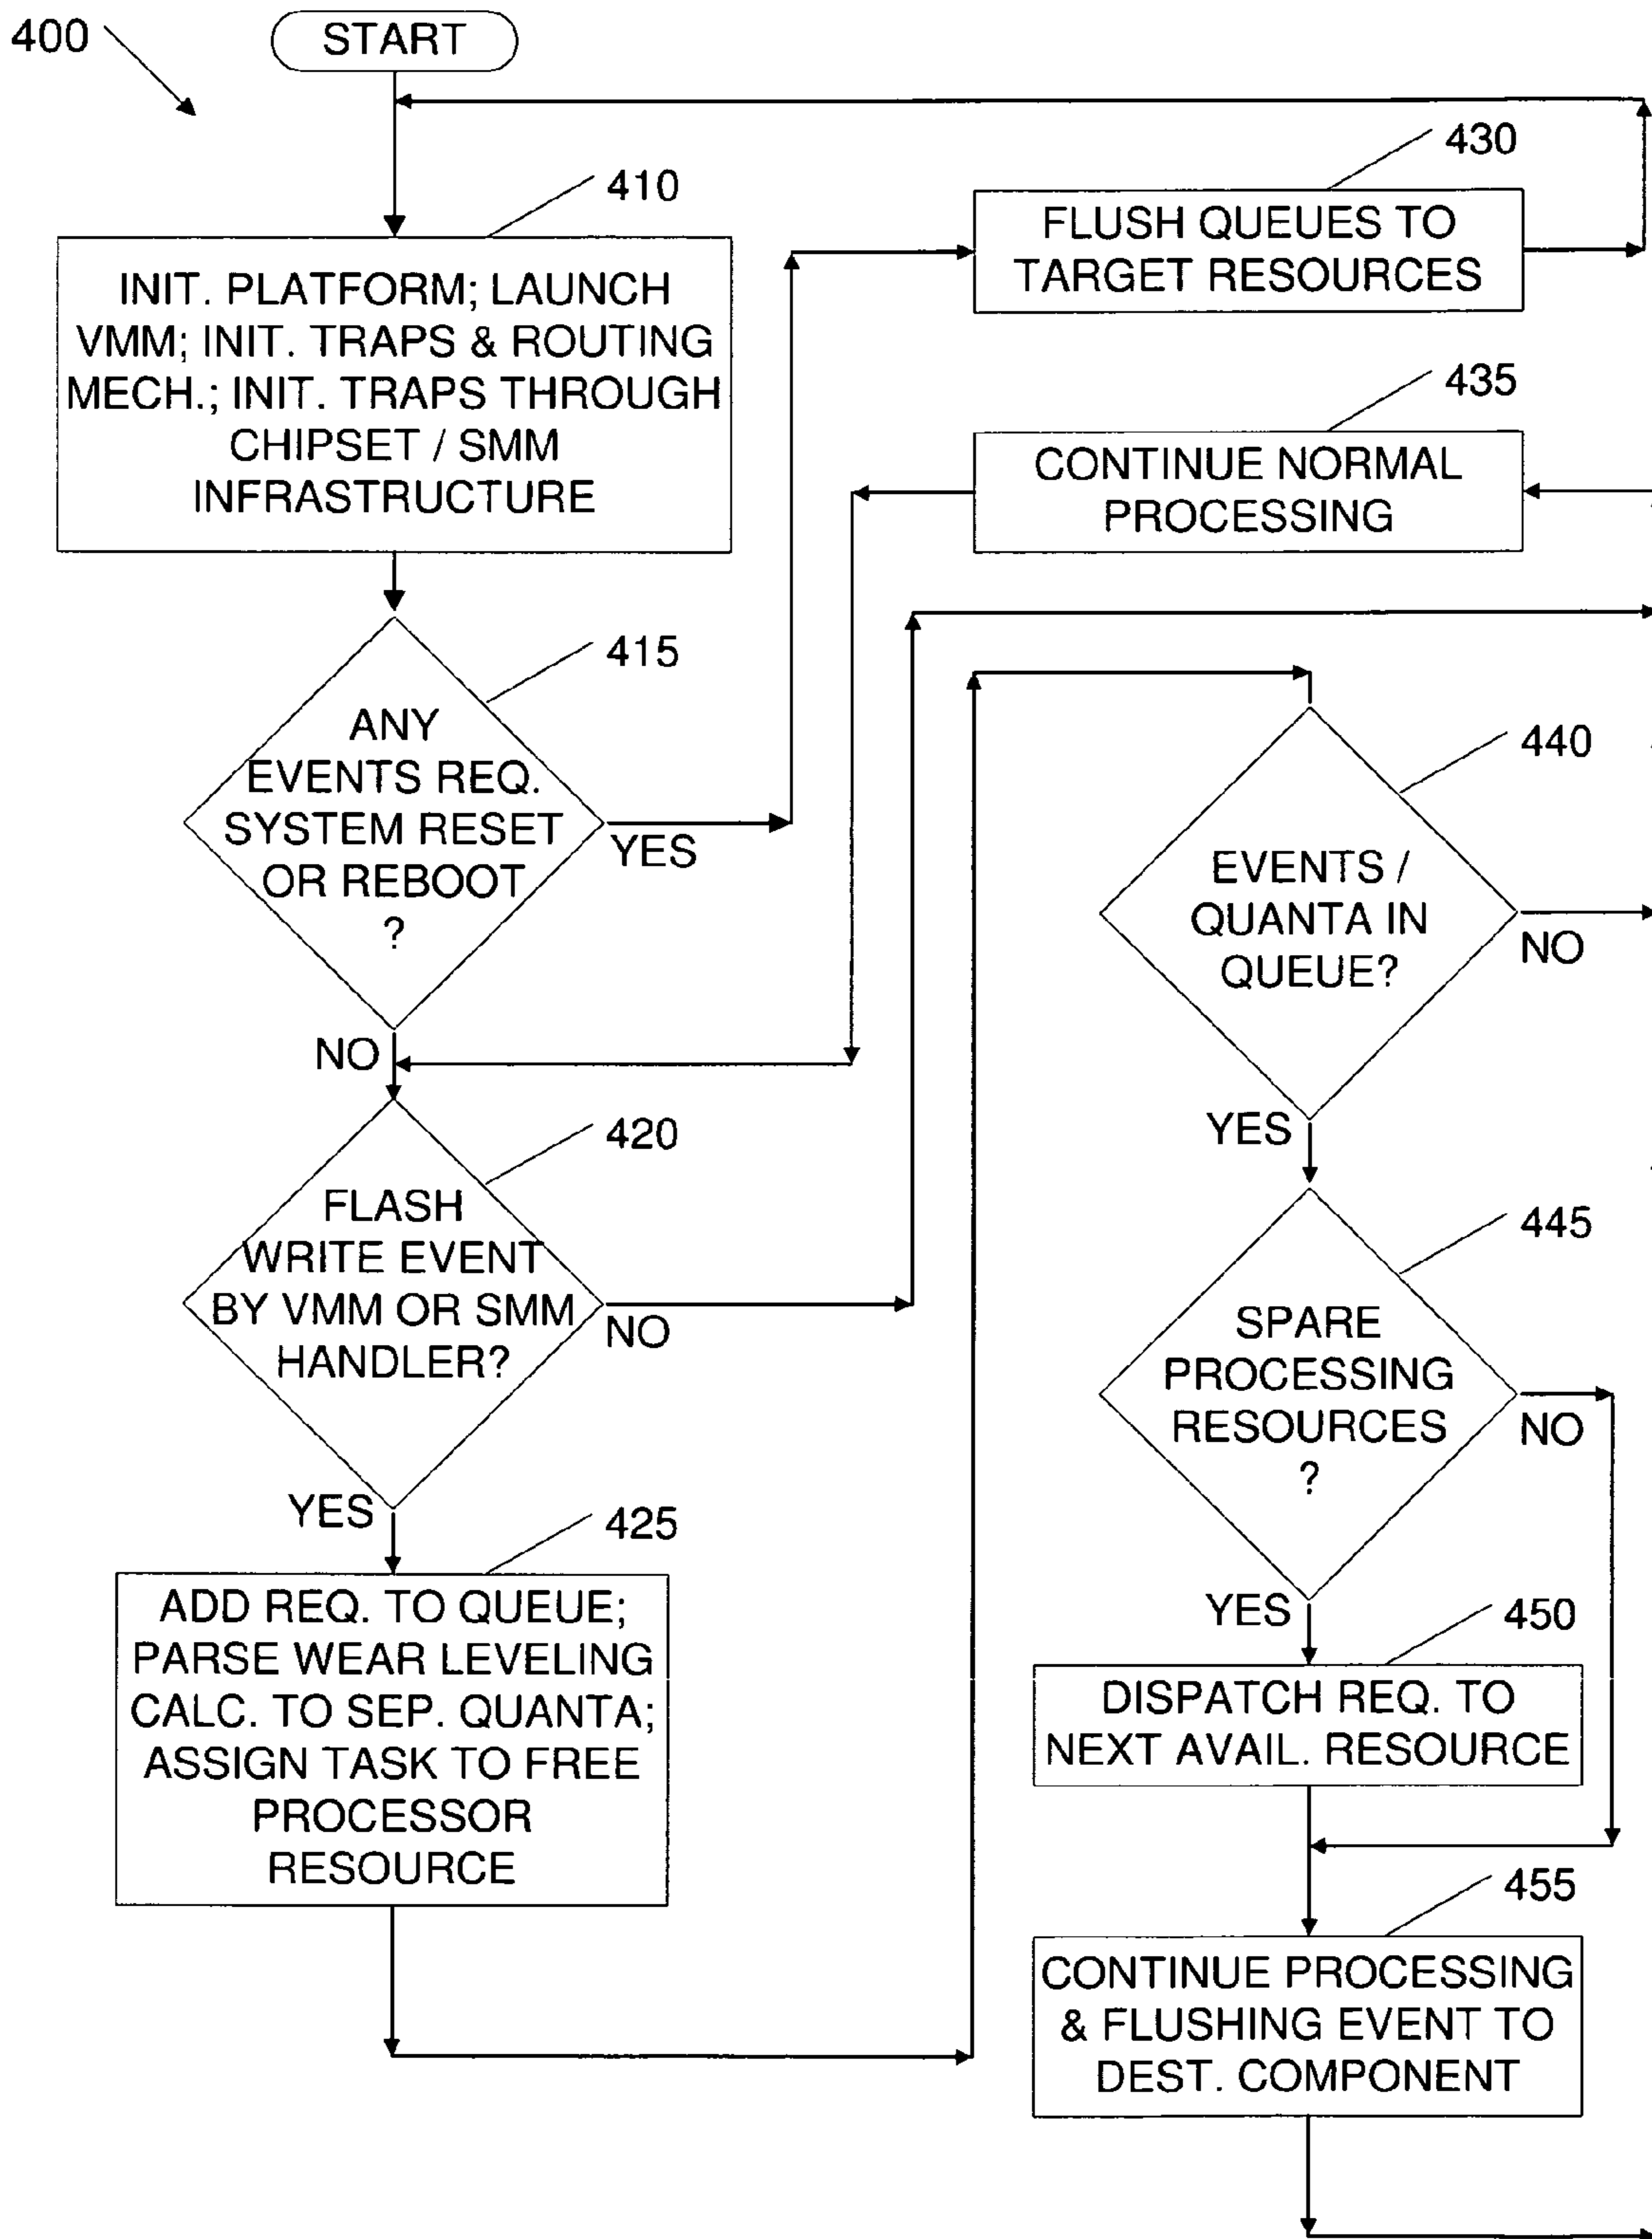 400
START
410
INIT. PLATFORM; LAUNCH
VMM; INIT. TRAPS & ROUTING
MECH.; INIT. TRAPS THROUGH
CHIPSET / SMM
INFRASTRUCTURE
415
ANY
EVENTS REQ.
SYSTEM RESET
OR REBOOT
?
YES
NO
420
FLASH
WRITE EVENT
BY VMM OR SMM
HANDLER?
NO
YES
425
ADD REQ. TO QUEUE;
PARSE WEAR LEVELING
CALC. TO SEP. QUANTA;
ASSIGN TASK TO FREE
PROCESSOR
RESOURCE
430
FLUSH QUEUES TO
TARGET RESOURCES
435
CONTINUE NORMAL
PROCESSING
440
EVENTS /
QUANTA IN
QUEUE?
NO
YES
445
SPARE
PROCESSING
RESOURCES
?
NO
YES
450
DISPATCH REQ. TO
NEXT AVAIL. RESOURCE
455
CONTINUE PROCESSING
& FLUSHING EVENT TO
DEST. COMPONENT